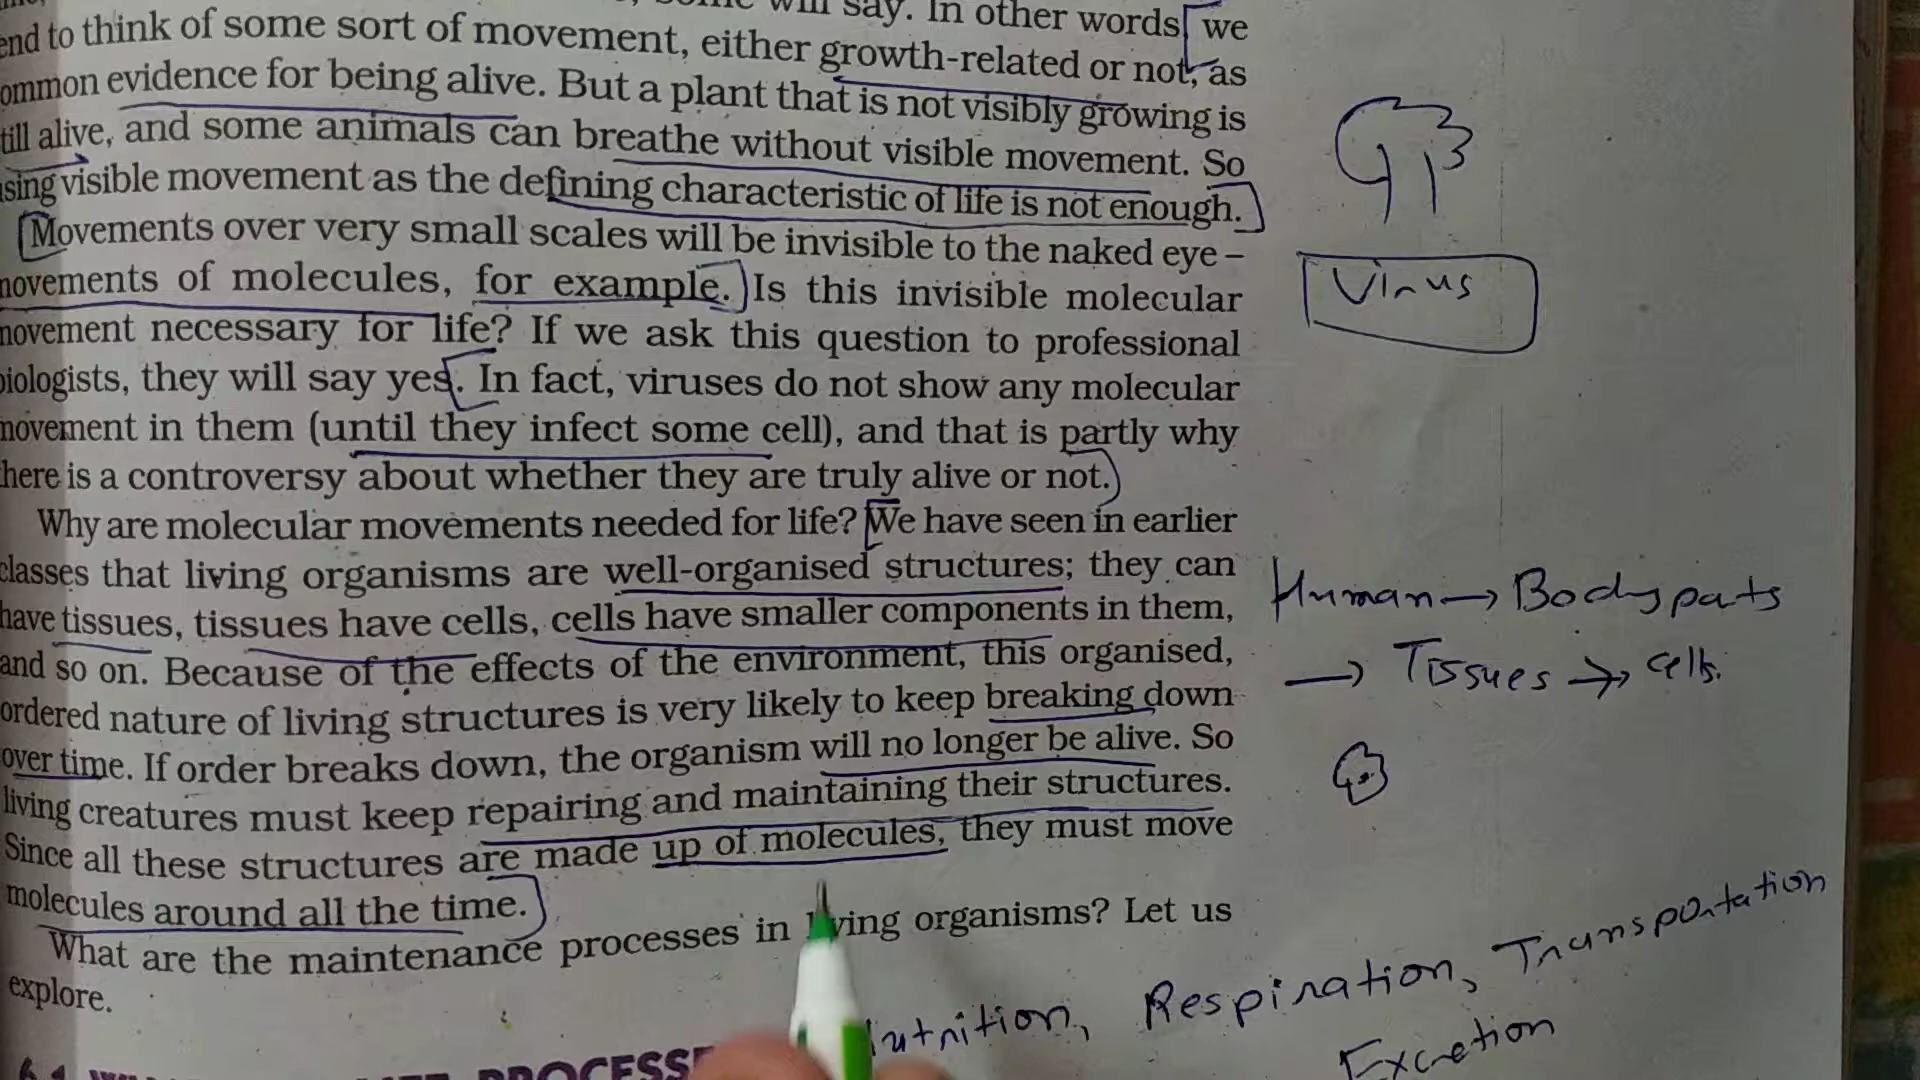 will say. In other words, we
end to think of some sort of movement, either growth-related or not, as
ommon evidence for being alive. But a plant that is not visibly growing is
till alive, and some animals can breathe without visible movement. So
sing visible movement as the defining characteristic of life is not enough.
Movements over very small scales will be invisible to the naked eye –
movements of molecules, for example. Is this invisible molecular
movement necessary for life? If we ask this question to professional
biologists, they will say yes. In fact, viruses do not show any molecular
movement in them (until they infect some cell), and that is partly why
here is a controversy about whether they are truly alive or not.
Why are molecular movements needed for life? We have seen in earlier
classes that living organisms are well-organised structures; they can
have tissues, tissues have cells, cells have smaller components in them,
and so on. Because of the effects of the environment, this organised,
ordered nature of living structures is very likely to keep breaking down
over time. If order breaks down, the organism will no longer be alive. So
living creatures must keep repairing and maintaining their structures.
Since all these structures are made up of molecules, they must move
molecules around all the time.
What are the maintenance processes in living organisms? Let us
explore.
Virus
Human → Body parts
→ Tissues → cells.
Nutrition, Respiration, Transportation
Excretion